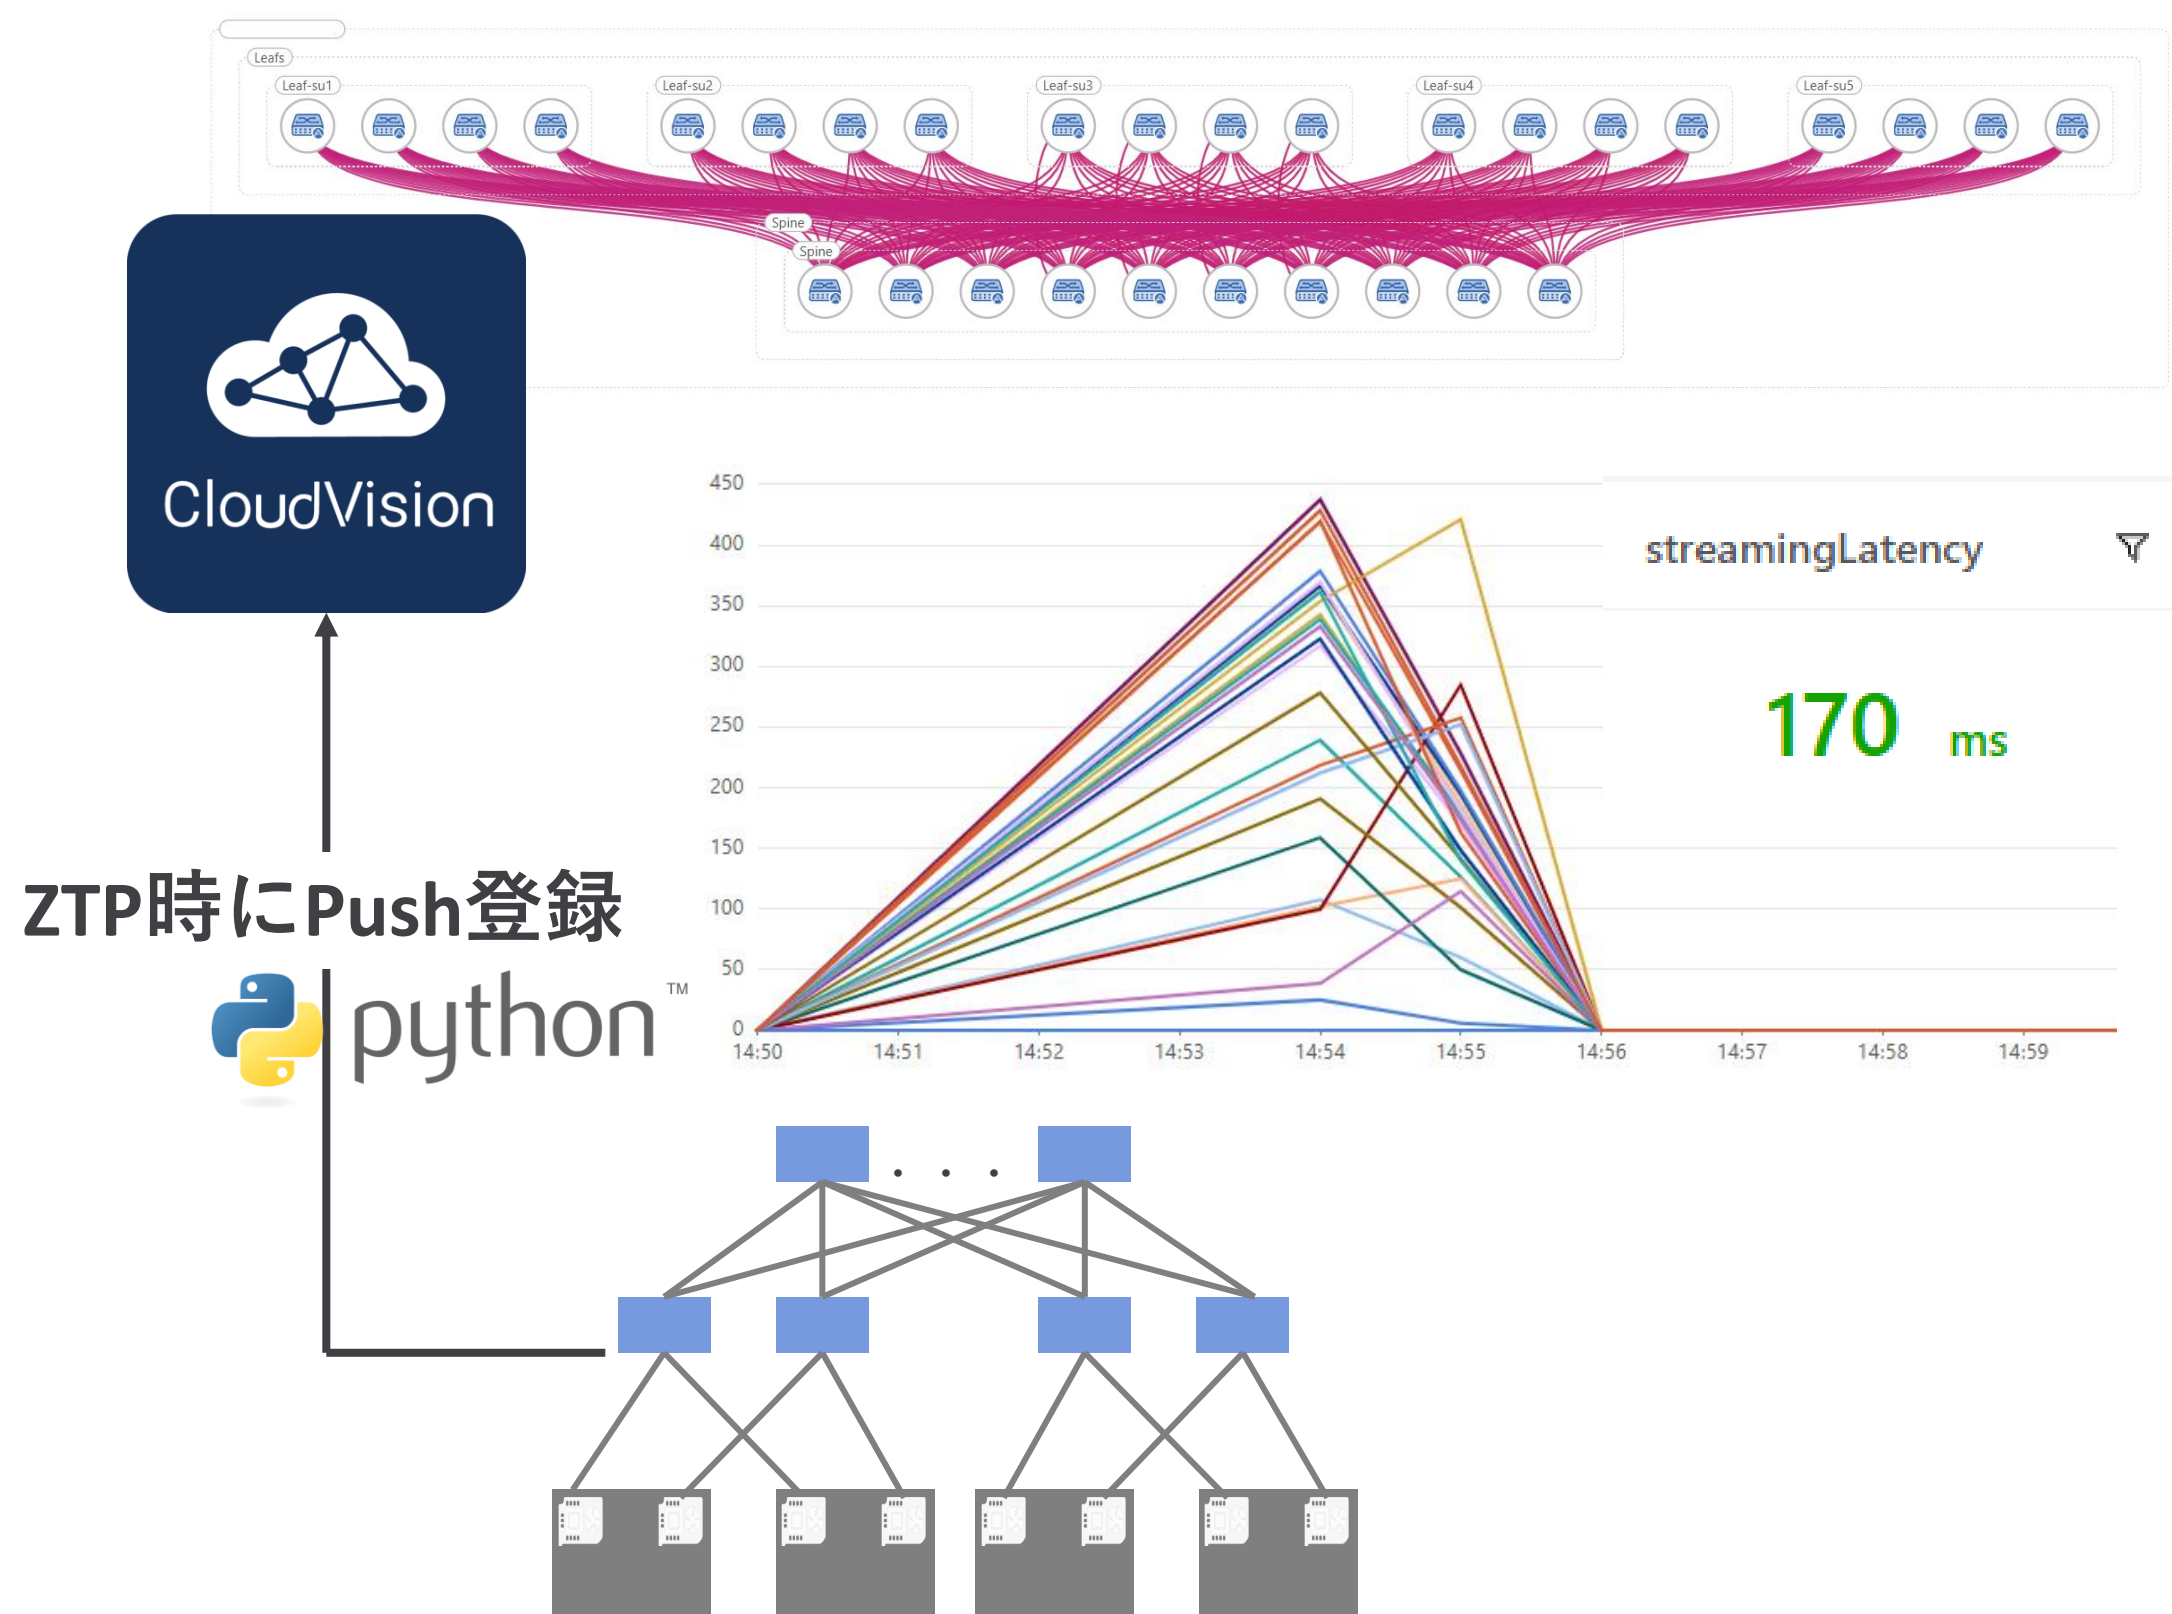 Leafs
Leaf-su1 Leaf-su2 Leaf-su3 Leaf-su4 Leaf-su5
Spine
Spine
CloudVision
450
400
350
300
250
200
150
100
50
0
14:50 14:51 14:52 14:53 14:54 14:55 14:56 14:57 14:58 14:59
streamingLatency
170 ms
ZTP時にPush登録
python™
. . .